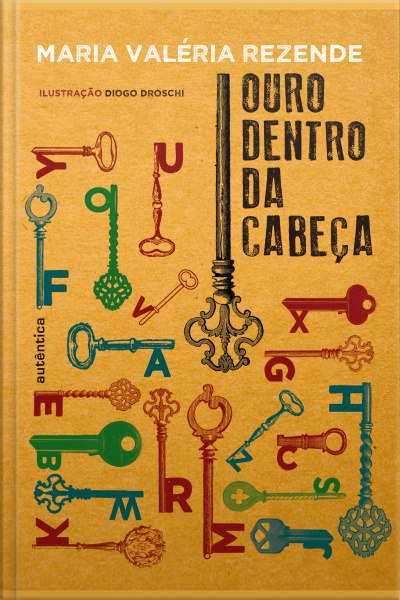 MARIA VALÉRIA REZENDE
ILUSTRAÇÃO DIOGO DROSCHI
OURO
DENTRO
DA
CABEÇA
Y
U
Q
F
V
X
A
G
E
H
B
Z
C
S
W
R
K
M
autêntica